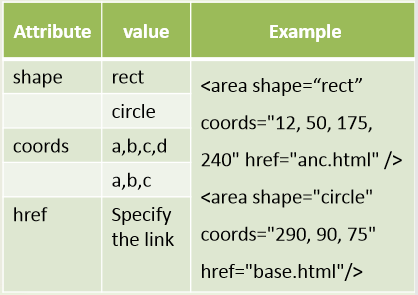 Attribute value Example
shape rect
circle
coords a,b,c,d
a,b,c
href Specify
the link
<area shape=“rect”
coords="12, 50, 175,
240" href="anc.html" />
<area shape="circle"
coords="290, 90, 75"
href="base.html"/>